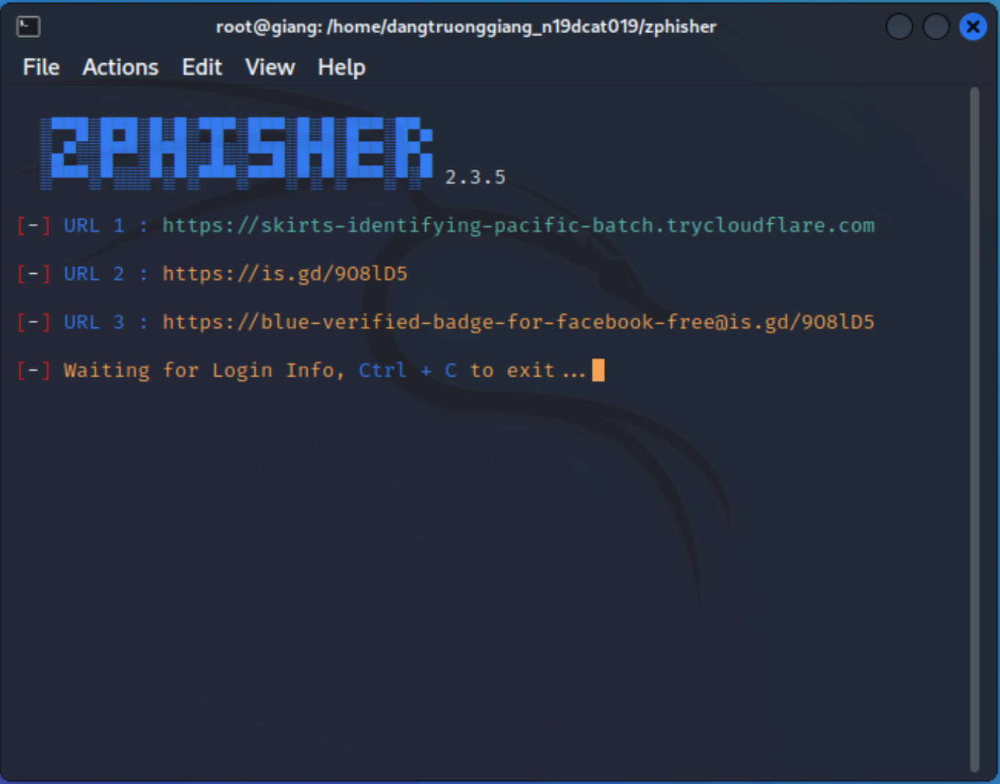 root@giang: /home/dangtruonggiang_n19dcat019/zphisher
File Actions Edit View Help
ZPHISHER 2.3.5
[-] URL 1 : https://skirts-identifying-pacific-batch.trycloudflare.com
[-] URL 2 : https://is.gd/9O8lD5
[-] URL 3 : https://blue-verified-badge-for-facebook-free@is.gd/9O8lD5
[-] Waiting for Login Info, Ctrl + C to exit...